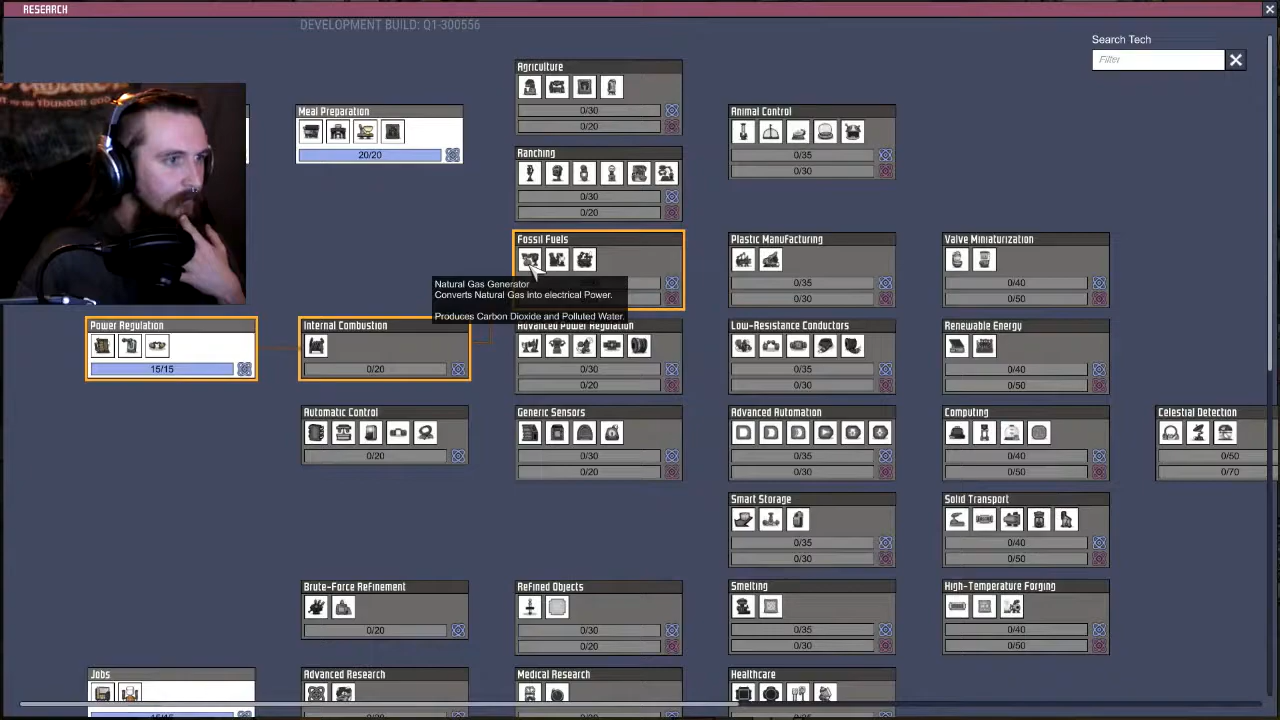 RESEARCH
DEVELOPMENT BUILD: Q1-300556
Search Tech
Filter
THUNDER GOD
Meal Preparation
20/20
Agriculture
0/30
0/20
Animal Control
0/35
0/30
Ranching
0/30
0/20
Fossil Fuels
Natural Gas Generator
Converts Natural Gas into electrical Power.
Produces Carbon Dioxide and Polluted Water.
Plastic Manufacturing
0/35
0/30
Valve Miniaturization
0/40
0/50
Power Regulation
15/15
Internal Combustion
0/20
Advanced Power Regulation
0/30
0/20
Low-Resistance Conductors
0/35
0/30
Renewable Energy
0/40
0/50
Automatic Control
0/20
Generic Sensors
0/30
0/20
Advanced Automation
0/35
0/30
Computing
0/40
0/50
Celestial Detection
0/50
0/70
Smart Storage
0/35
0/30
Solid Transport
0/40
0/50
Brute-Force Refinement
0/20
Refined Objects
0/30
0/20
Smelting
0/35
0/30
High-Temperature Forging
0/40
0/50
Jobs
15/15
Advanced Research
Medical Research
Healthcare